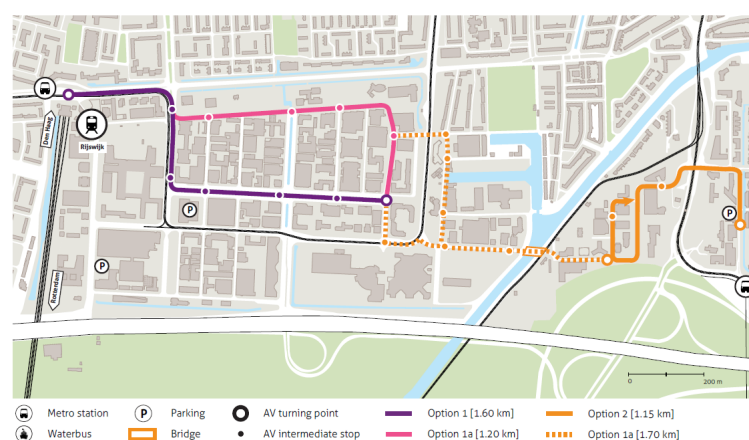 Den Haag
Rijswijk
P
P
P
Rotterdam
0 200 m
Metro station
P Parking
AV turning point
Option 1 [1.60 km]
Option 2 [1.15 km]
Waterbus
Bridge
AV intermediate stop
Option 1a [1.20 km]
Option 1a [1.70 km]